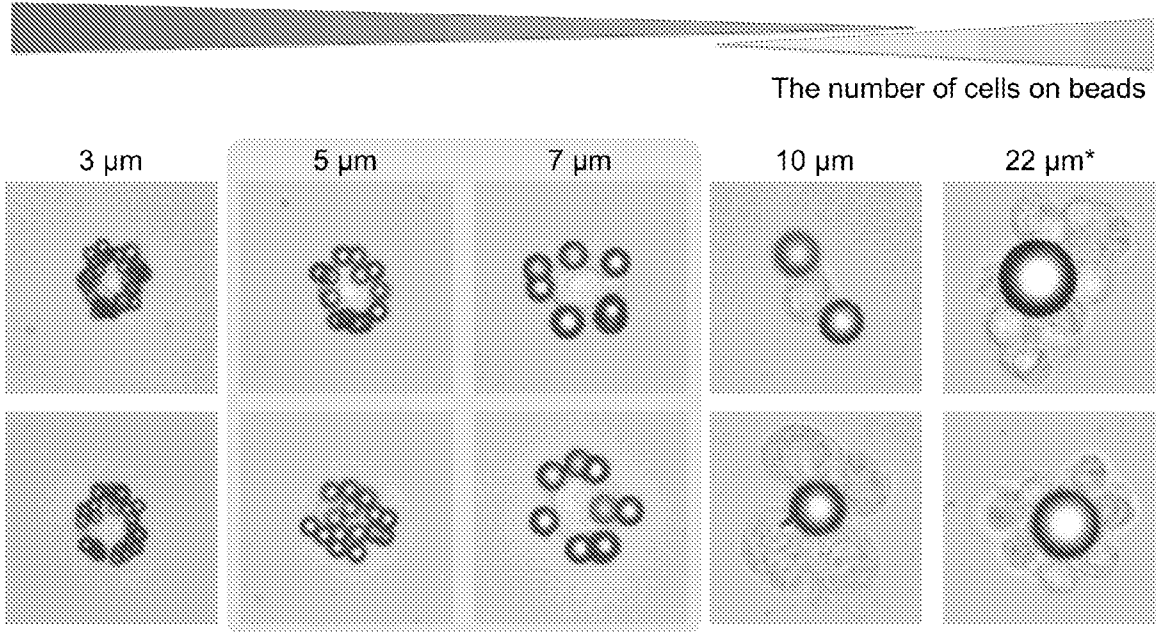 The number of cells on beads
3 μm
5 μm
7 μm
10 μm
22 μm*